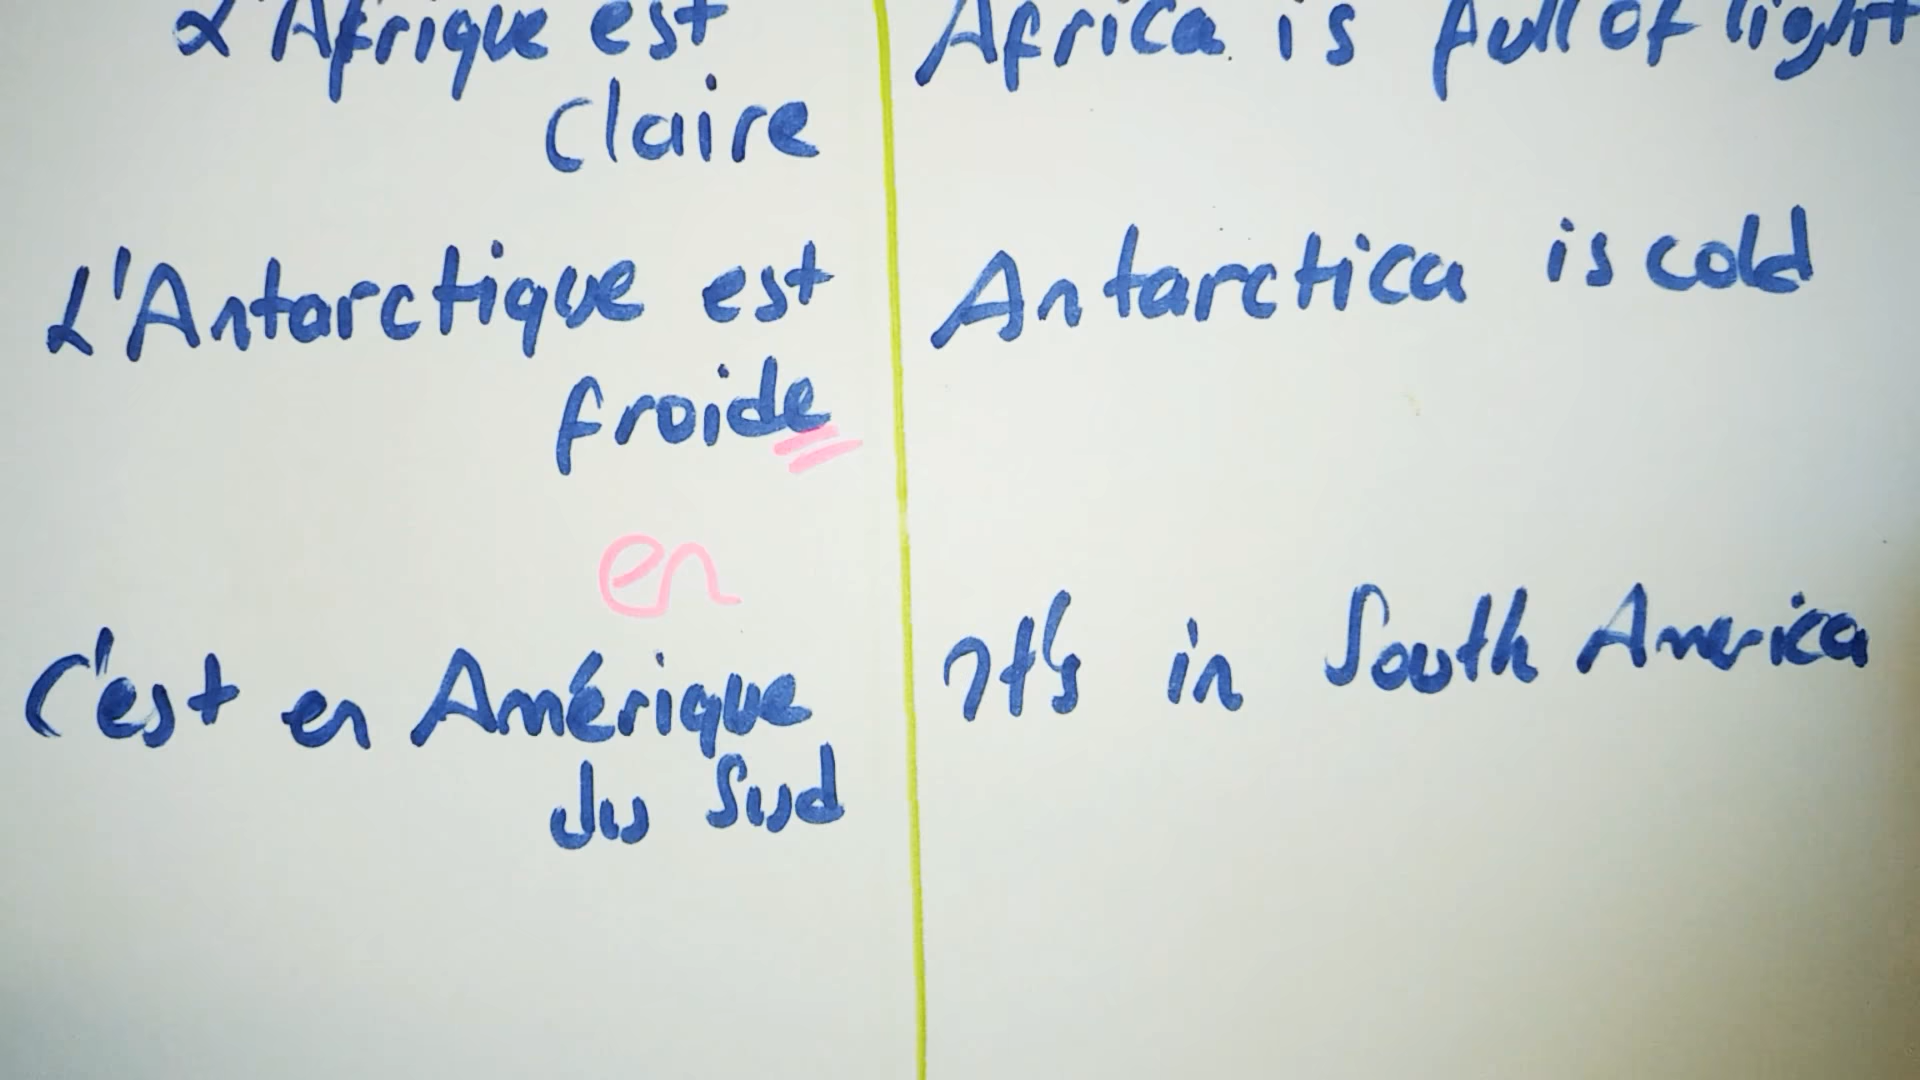 L'Afrique est
Claire
Africa is full of light
L'Antarctique est
froide
Antarctica is cold
en
C'est en Amérique
du Sud
It's in South America